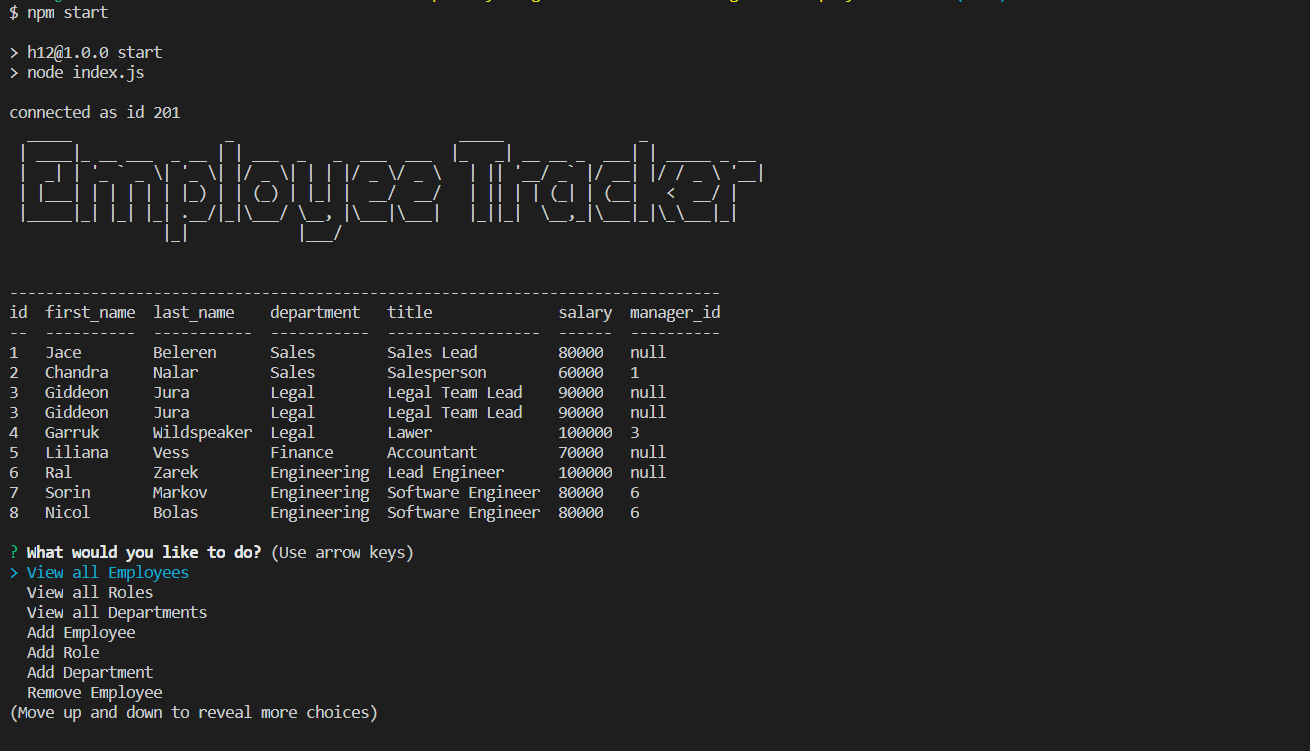 $ npm start
> h12@1.0.0 start
> node index.js
connected as id 201
Employee Tracker
-------------------------------------------------------------------------------
id  first_name  last_name    department   title              salary  manager_id
--  ----------  -----------  -----------  -----------------  ------  ----------
1   Jace        Beleren      Sales        Sales Lead         80000   null
2   Chandra     Nalar        Sales        Salesperson        60000   1
3   Giddeon     Jura         Legal        Legal Team Lead    90000   null
3   Giddeon     Jura         Legal        Legal Team Lead    90000   null
4   Garruk      Wildspeaker  Legal        Lawer              100000  3
5   Liliana     Vess         Finance      Accountant         70000   null
6   Ral         Zarek        Engineering  Lead Engineer      100000  null
7   Sorin       Markov       Engineering  Software Engineer  80000   6
8   Nicol       Bolas        Engineering  Software Engineer  80000   6
? What would you like to do? (Use arrow keys)
> View all Employees
  View all Roles
  View all Departments
  Add Employee
  Add Role
  Add Department
  Remove Employee
(Move up and down to reveal more choices)